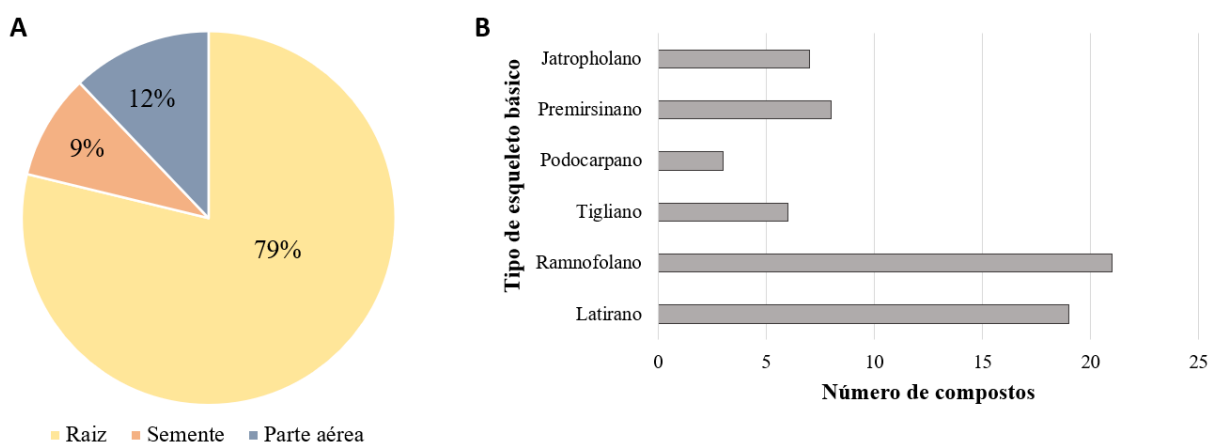 A
12%
9%
79%
Raiz Semente Parte aérea
B
Tipo de esqueleto básico
Jatropholano
Premirsinano
Podocarpano
Tigliano
Ramnofolano
Latirano
0 5 10 15 20 25
Número de compostos